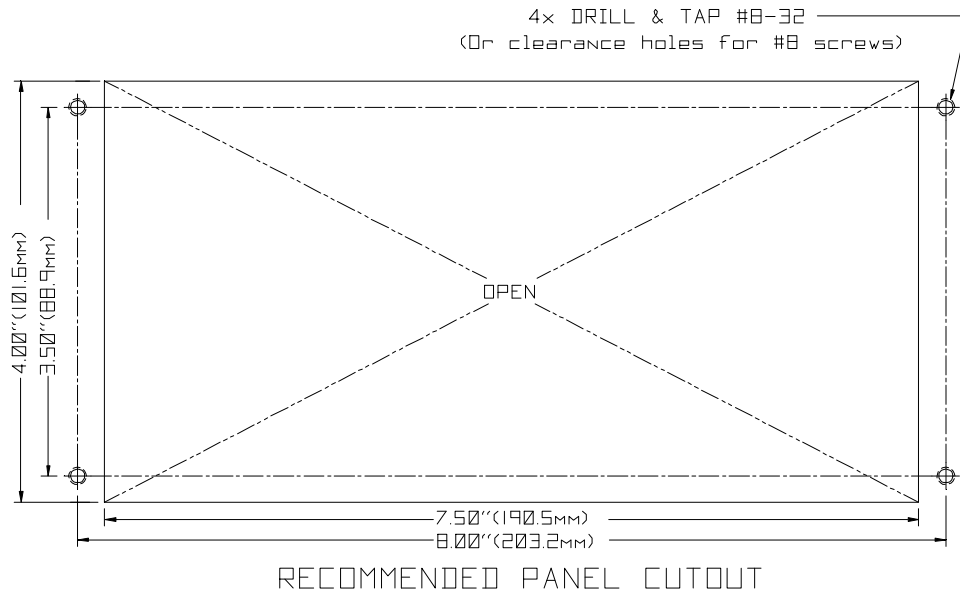 4x DRILL & TAP #8-32
(Or clearance holes for #8 screws)
4.00"(101.6MM)
3.50"(88.9MM)
OPEN
7.50"(190.5MM)
8.00"(203.2MM)
RECOMMENDED PANEL CUTOUT